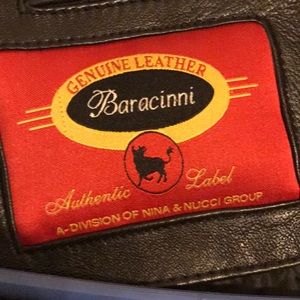 GENUINE LEATHER
Baracinni
Authentic Label
A-DIVISION OF NINA & NUCCI GROUP